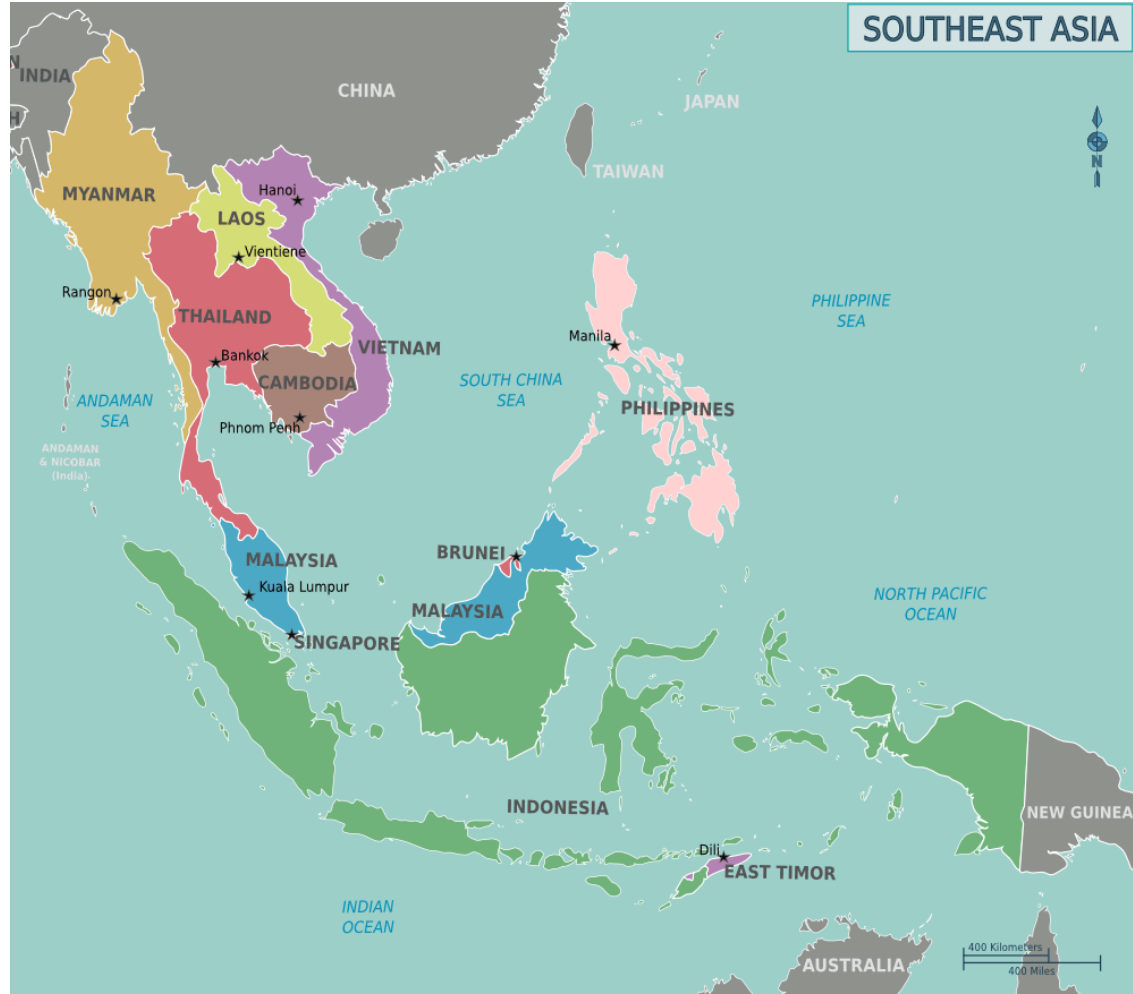 SOUTHEAST ASIA
N
INDIA
CHINA
JAPAN
H
TAIWAN
N
MYANMAR
Hanoi
LAOS
Vientiene
Rangon
THAILAND
PHILIPPINE
SEA
Manila
VIETNAM
Bankok
CAMBODIA
SOUTH CHINA
SEA
ANDAMAN
SEA
PHILIPPINES
Phnom Penh
ANDAMAN
& NICOBAR
(India)
BRUNEI
MALAYSIA
Kuala Lumpur
NORTH PACIFIC
OCEAN
MALAYSIA
SINGAPORE
INDONESIA
NEW GUINEA
Dili
EAST TIMOR
INDIAN
OCEAN
400 Kilometers
AUSTRALIA
400 Miles